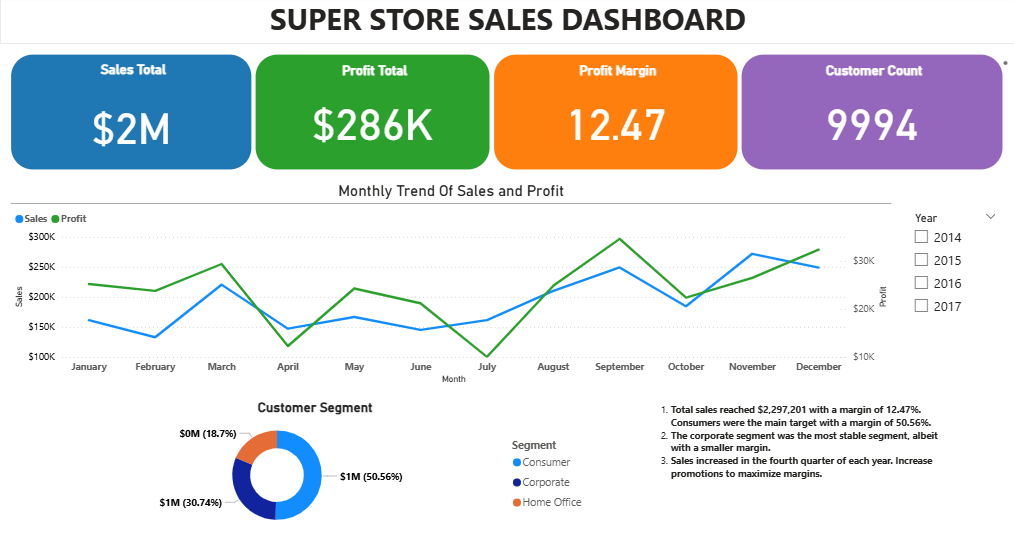 SUPER STORE SALES DASHBOARD
Sales Total
$2M
Profit Total
$286K
Profit Margin
12.47
Customer Count
9994
Monthly Trend Of Sales and Profit
Sales Profit
$300K
$250K
$200K
$150K
$100K
Sales
$30K
$20K
$10K
Profit
January February March April May June July August September October November December
Month
Year
2014
2015
2016
2017
Customer Segment
$0M (18.7%)
$1M (50.56%)
$1M (30.74%)
Segment
Consumer
Corporate
Home Office
1. Total sales reached $2,297,201 with a margin of 12.47%.
Consumers were the main target with a margin of 50.56%.
2. The corporate segment was the most stable segment, albeit
with a smaller margin.
3. Sales increased in the fourth quarter of each year. Increase
promotions to maximize margins.